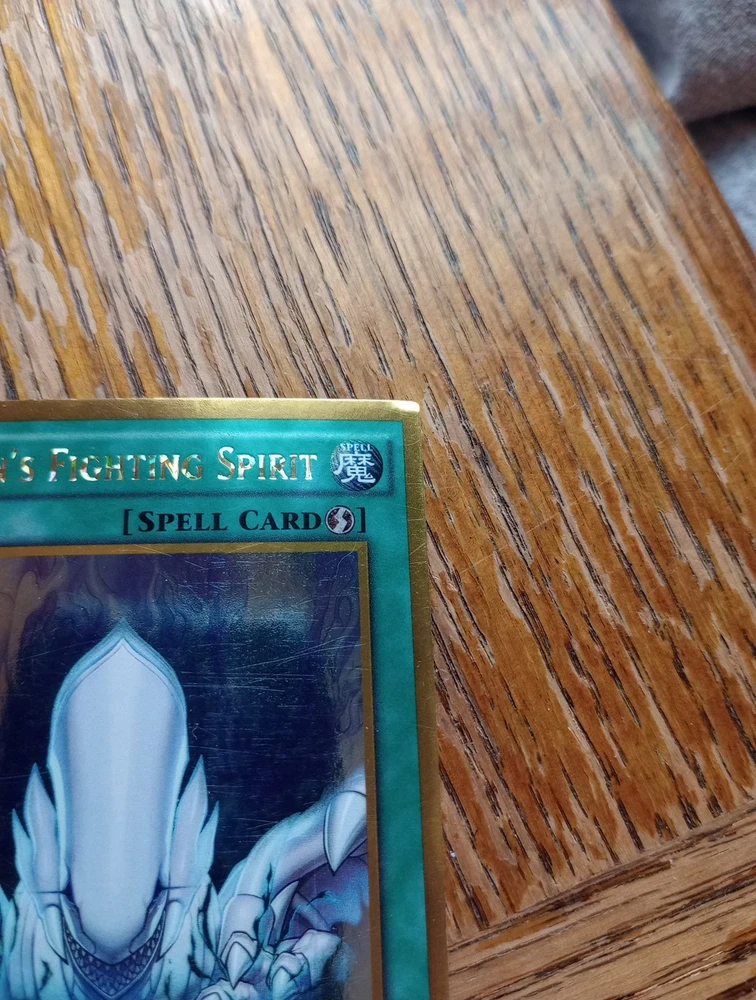 N'S FIGHTING SPIRIT
SPELL
魔
[SPELL CARD]